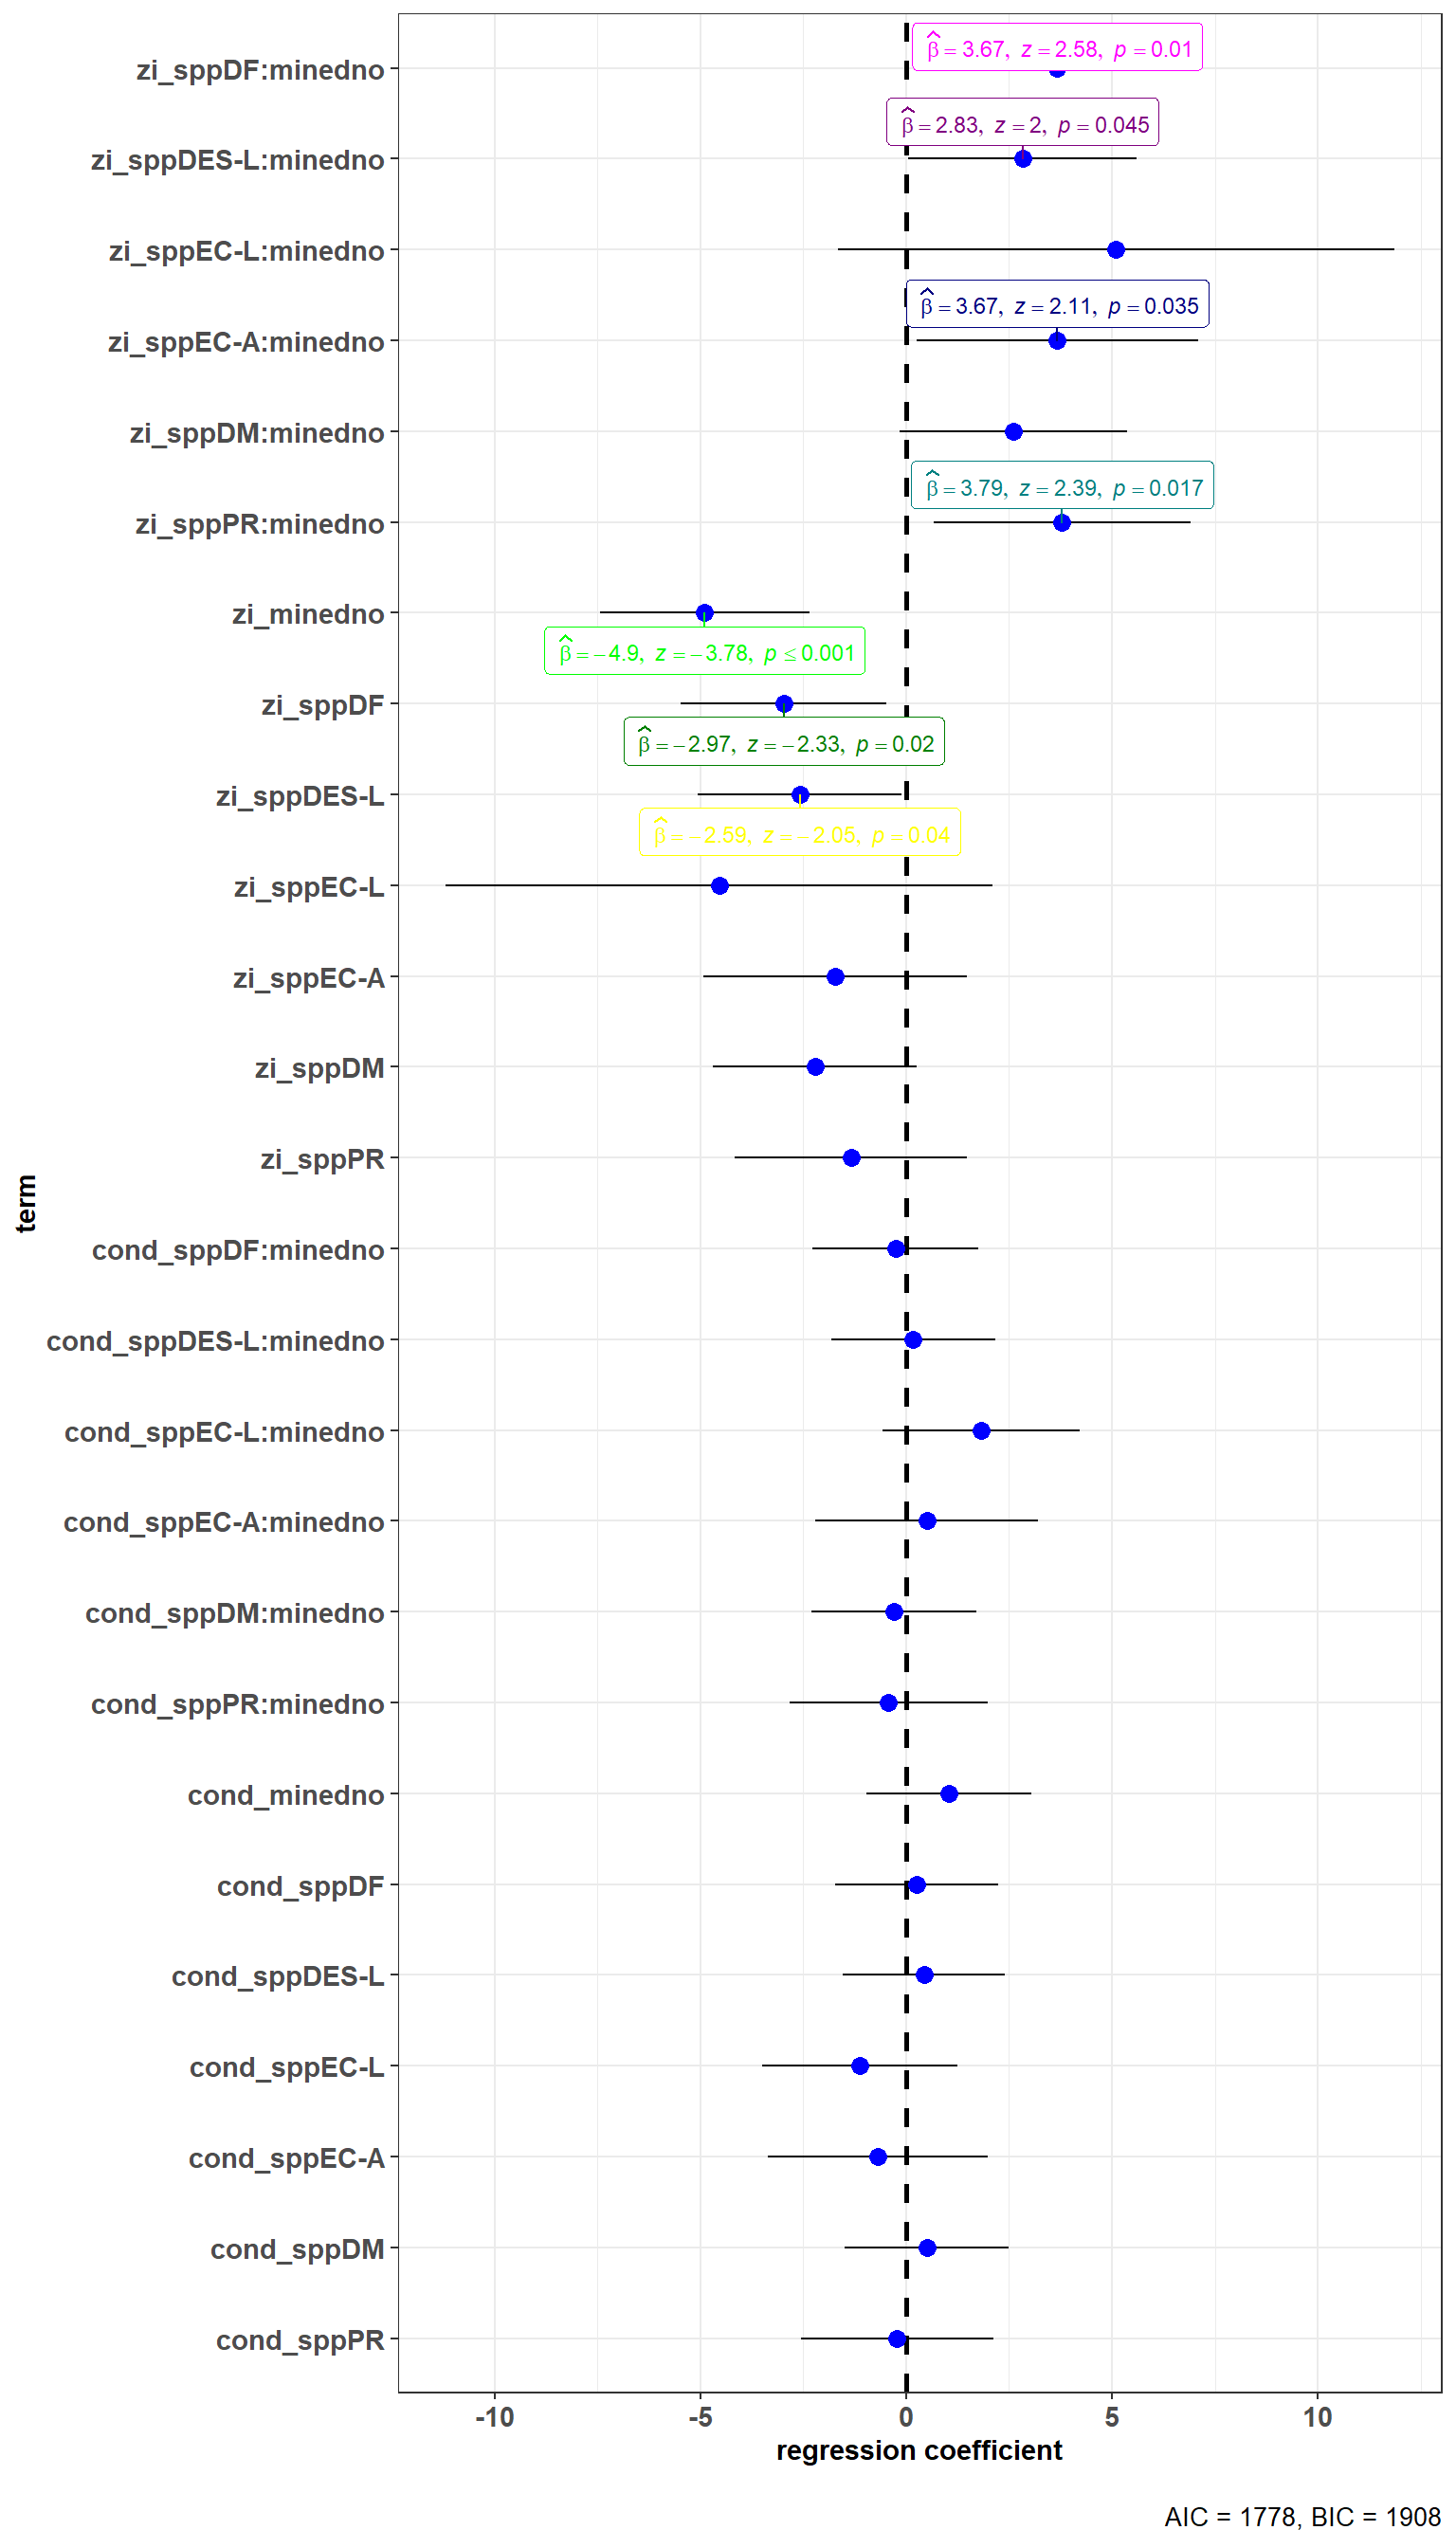 zi_sppDF:minedno
β̂ = 3.67, z = 2.58, p = 0.01
β̂ = 2.83, z = 2, p = 0.045
zi_sppDES-L:minedno
zi_sppEC-L:minedno
β̂ = 3.67, z = 2.11, p = 0.035
zi_sppEC-A:minedno
zi_sppDM:minedno
β̂ = 3.79, z = 2.39, p = 0.017
zi_sppPR:minedno
zi_minedno
β̂ = −4.9, z = −3.78, p ≤ 0.001
zi_sppDF
β̂ = −2.97, z = −2.33, p = 0.02
zi_sppDES-L
β̂ = −2.59, z = −2.05, p = 0.04
zi_sppEC-L
zi_sppEC-A
zi_sppDM
zi_sppPR
term
cond_sppDF:minedno
cond_sppDES-L:minedno
cond_sppEC-L:minedno
cond_sppEC-A:minedno
cond_sppDM:minedno
cond_sppPR:minedno
cond_minedno
cond_sppDF
cond_sppDES-L
cond_sppEC-L
cond_sppEC-A
cond_sppDM
cond_sppPR
-10 -5 0 5 10
regression coefficient
AIC = 1778, BIC = 1908